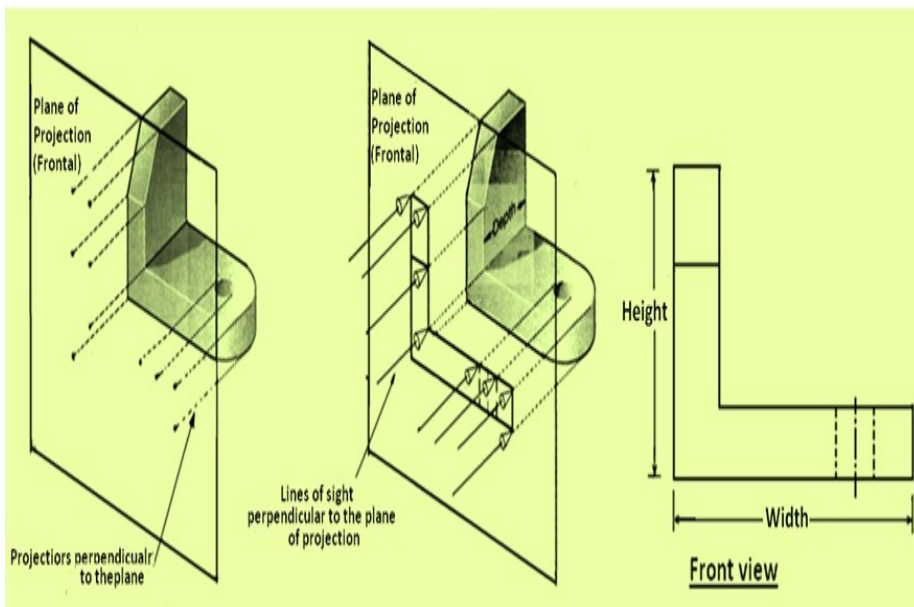 Plane of
Projection
(Frontal)
Projectiors perpendicualr
to theplane
Plane of
Projection
(Frontal)
Depth
Lines of sight
perpendicular to the plane
of projection
Height
Width
Front view